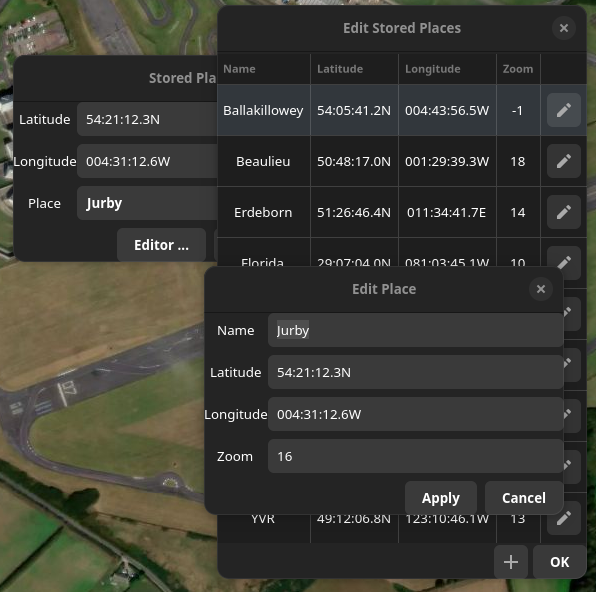 Edit Stored Places
Name Latitude Longitude Zoom
Ballakillowey 54:05:41.2N 004:43:56.5W -1
Beaulieu 50:48:17.0N 001:29:39.3W 18
Erdeborn 51:26:46.4N 011:34:41.7E 14
Florida 29:07:04.0N 081:03:45.1W 10
YVR 49:12:06.8N 123:10:46.1W 13
OK
Stored Pla
Latitude 54:21:12.3N
Longitude 004:31:12.6W
Place Jurby
Editor ...
Edit Place
Name Jurby
Latitude 54:21:12.3N
Longitude 004:31:12.6W
Zoom 16
Apply Cancel